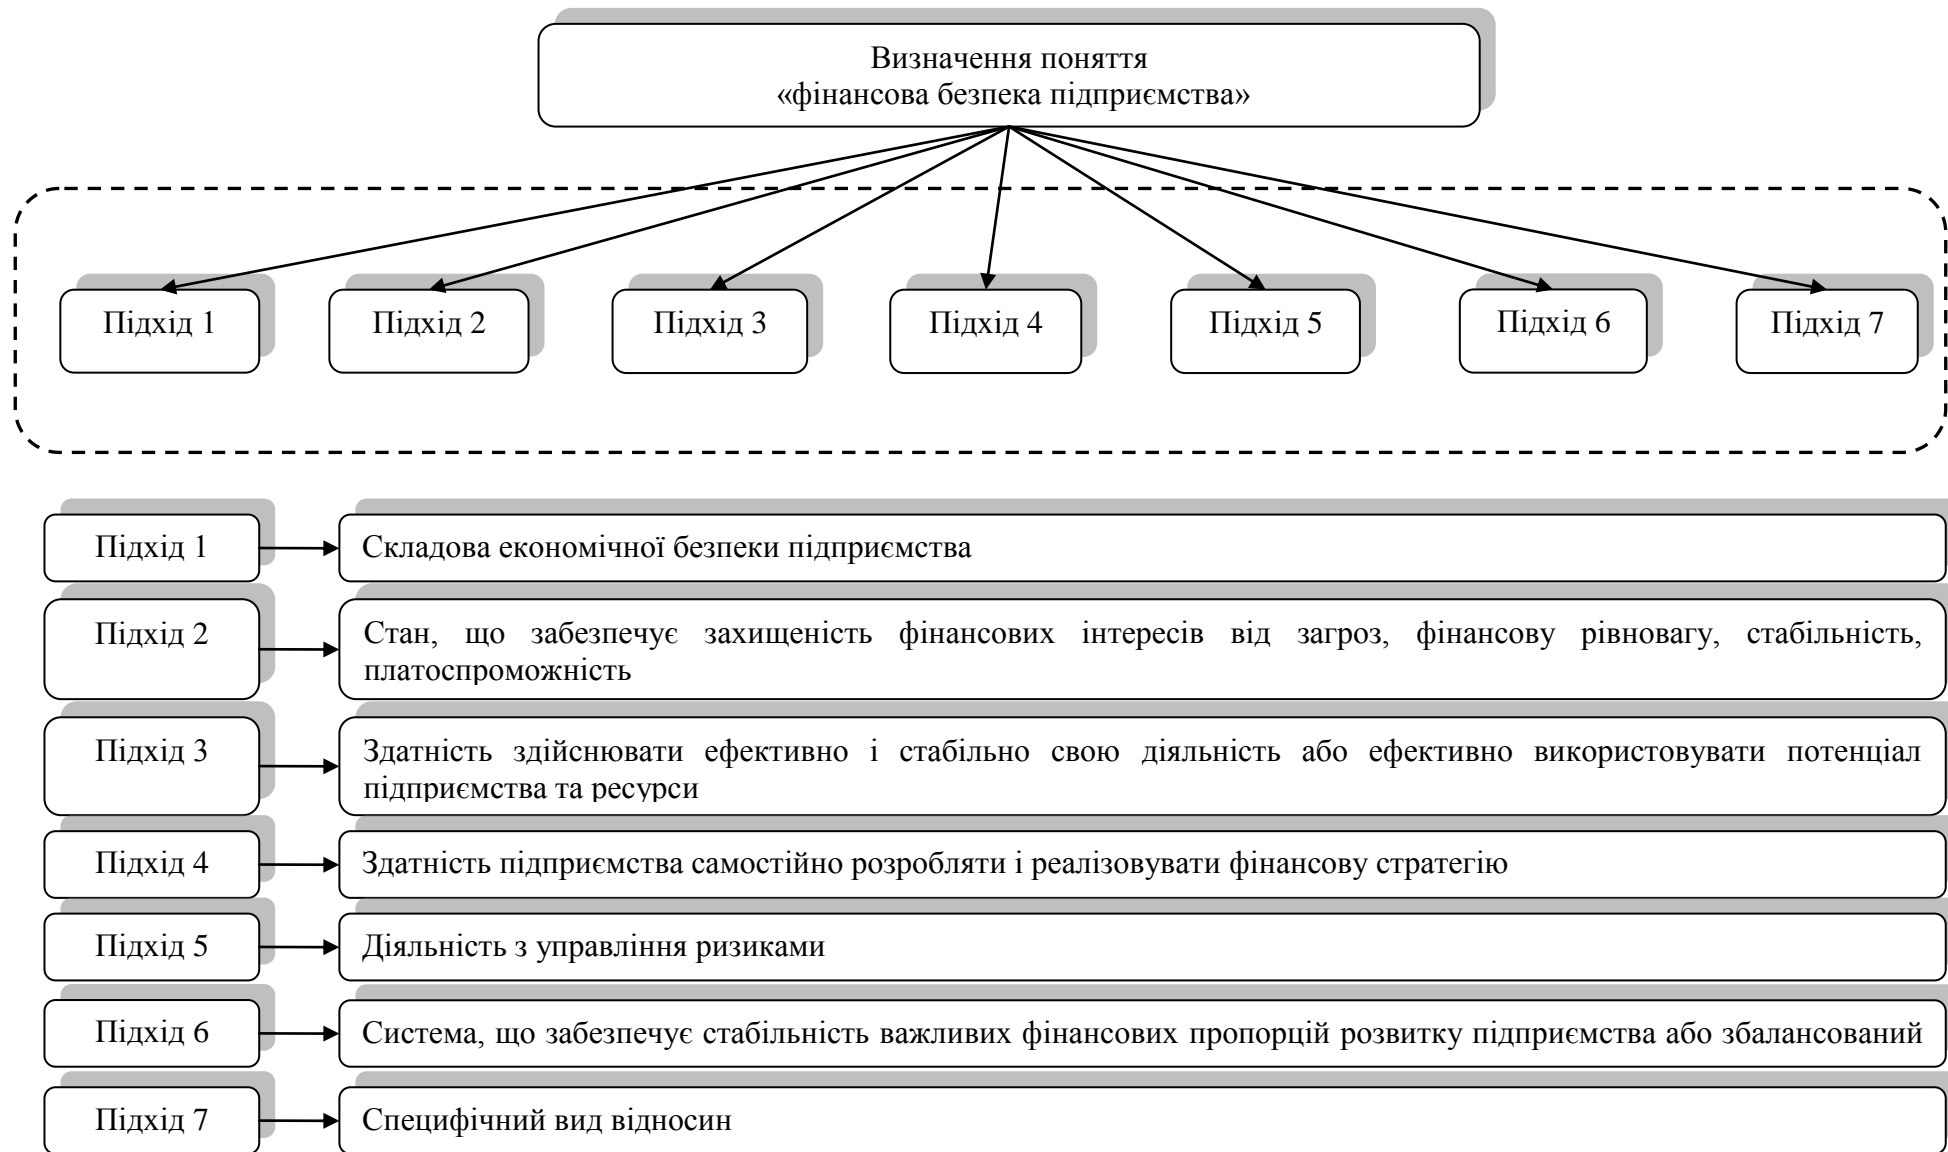 Визначення поняття
«фінансова безпека підприємства»
Підхід 1
Підхід 2
Підхід 3
Підхід 4
Підхід 5
Підхід 6
Підхід 7
Підхід 1
Складова економічної безпеки підприємства
Підхід 2
Стан, що забезпечує захищеність фінансових інтересів від загроз, фінансову рівновагу, стабільність,
платоспроможність
Підхід 3
Здатність здійснювати ефективно і стабільно свою діяльність або ефективно використовувати потенціал
підприємства та ресурси
Підхід 4
Здатність підприємства самостійно розробляти і реалізовувати фінансову стратегію
Підхід 5
Діяльність з управління ризиками
Підхід 6
Система, що забезпечує стабільність важливих фінансових пропорцій розвитку підприємства або збалансований
Підхід 7
Специфічний вид відносин